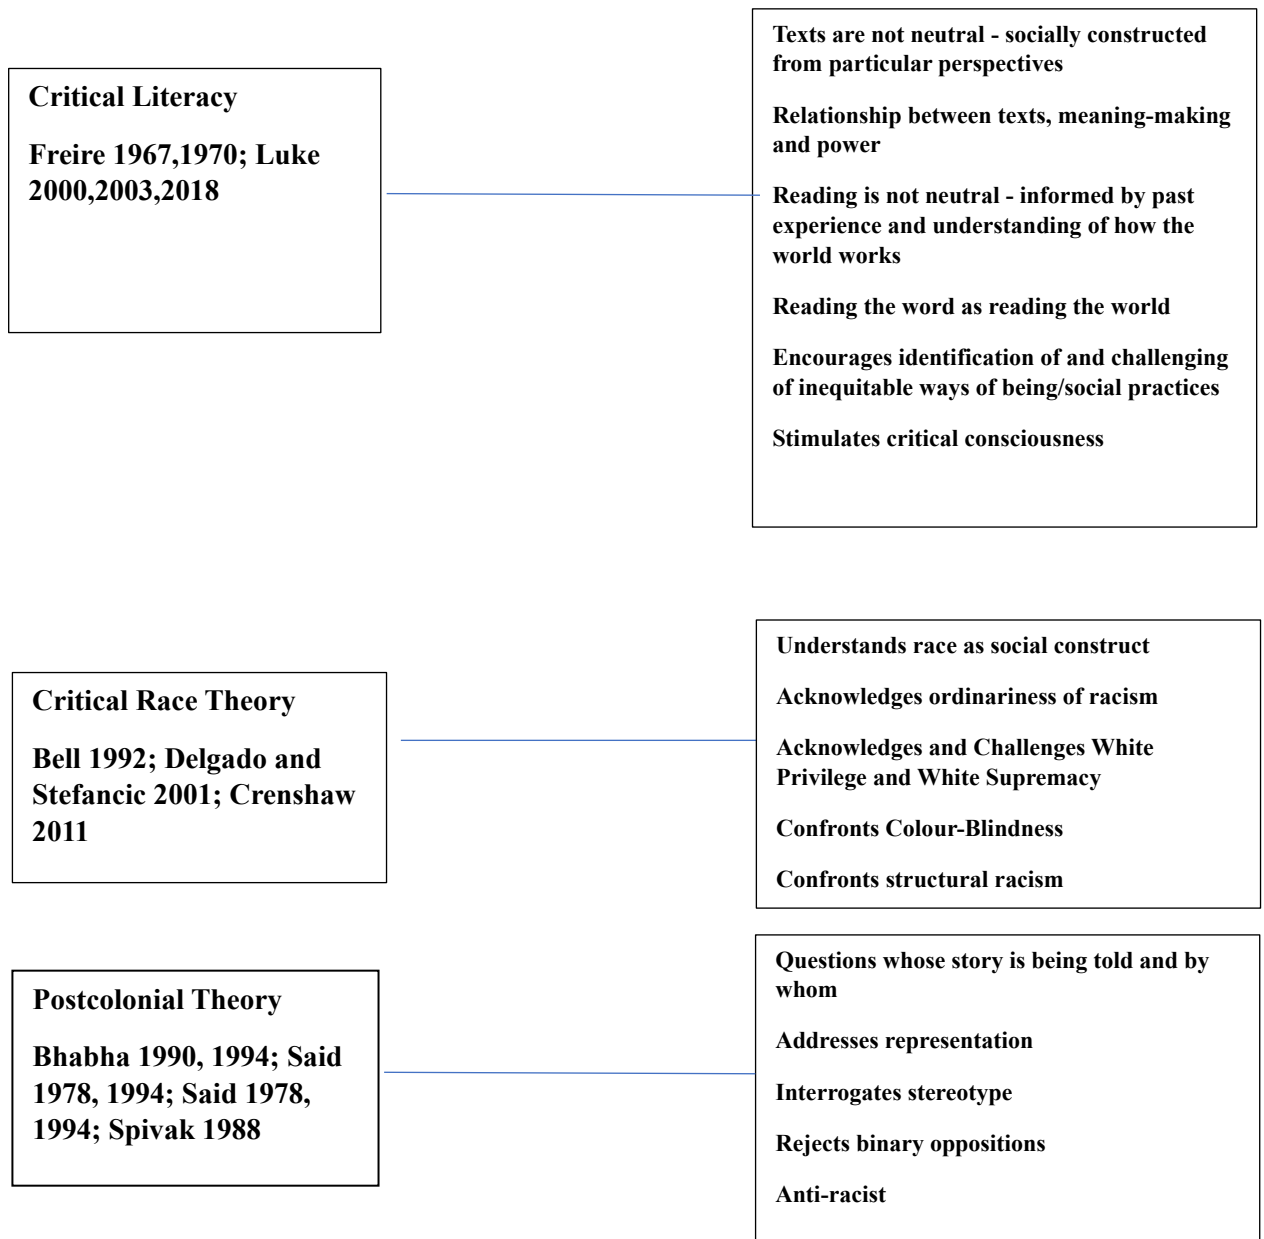 Critical Literacy
Freire 1967,1970; Luke
2000,2003,2018
Texts are not neutral - socially constructed
from particular perspectives
Relationship between texts, meaning-making
and power
Reading is not neutral - informed by past
experience and understanding of how the
world works
Reading the word as reading the world
Encourages identification of and challenging
of inequitable ways of being/social practices
Stimulates critical consciousness
Critical Race Theory
Bell 1992; Delgado and
Stefancic 2001; Crenshaw
2011
Understands race as social construct
Acknowledges ordinariness of racism
Acknowledges and Challenges White
Privilege and White Supremacy
Confronts Colour-Blindness
Confronts structural racism
Postcolonial Theory
Bhabha 1990, 1994; Said
1978, 1994; Said 1978,
1994; Spivak 1988
Questions whose story is being told and by
whom
Addresses representation
Interrogates stereotype
Rejects binary oppositions
Anti-racist